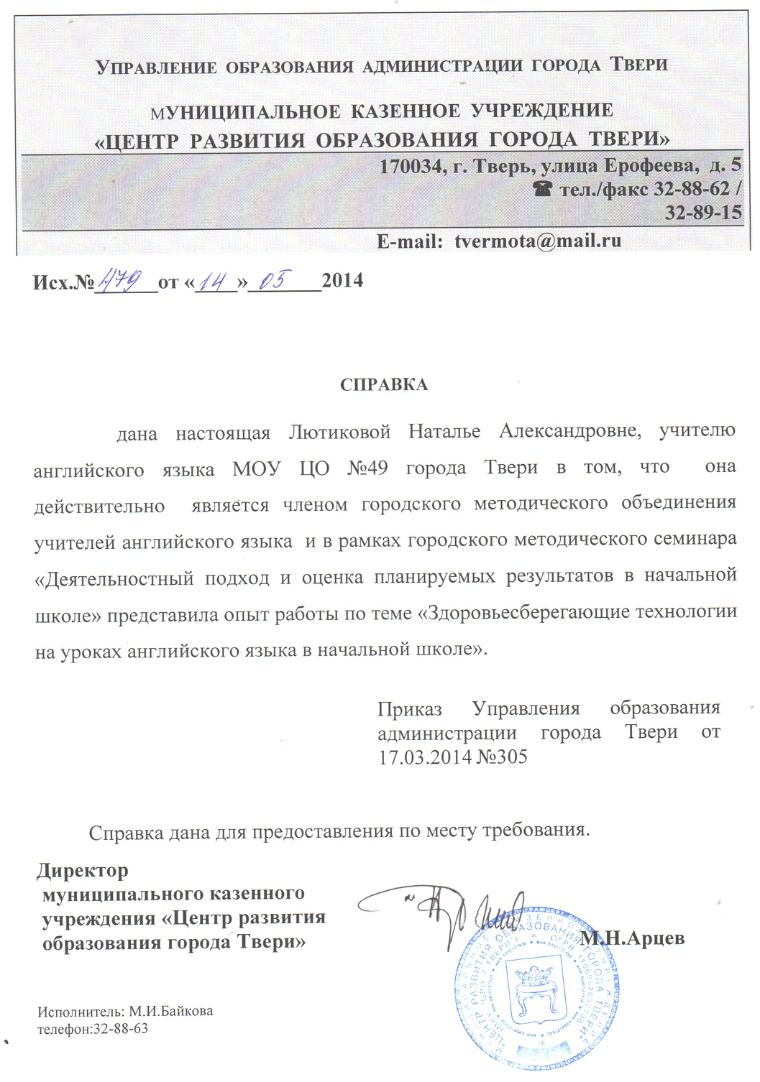 Управление образования администрации города Твери
МУНИЦИПАЛЬНОЕ КАЗЕННОЕ УЧРЕЖДЕНИЕ
«ЦЕНТР РАЗВИТИЯ ОБРАЗОВАНИЯ ГОРОДА ТВЕРИ»
170034, г. Тверь, улица Ерофеева, д. 5
☎ тел./факс 32-88-62 /
32-89-15
E-mail: tvermota@mail.ru
Исх.№ 479 от « 14 » 05 2014
СПРАВКА
дана настоящая Лютиковой Наталье Александровне, учителю
английского языка МОУ ЦО №49 города Твери в том, что она
действительно является членом городского методического объединения
учителей английского языка и в рамках городского методического семинара
«Деятельностный подход и оценка планируемых результатов в начальной
школе» представила опыт работы по теме «Здоровьесберегающие технологии
на уроках английского языка в начальной школе».
Приказ Управления образования
администрации города Твери от
17.03.2014 №305
Справка дана для предоставления по месту требования.
Директор
муниципального казенного
учреждения «Центр развития
образования города Твери»
М.Н.Арцев
"ЦЕНТР РАЗВИТИЯ ОБРАЗОВАНИЯ ГОРОДА ТВЕРИ"
Исполнитель: М.И.Байкова
телефон:32-88-63